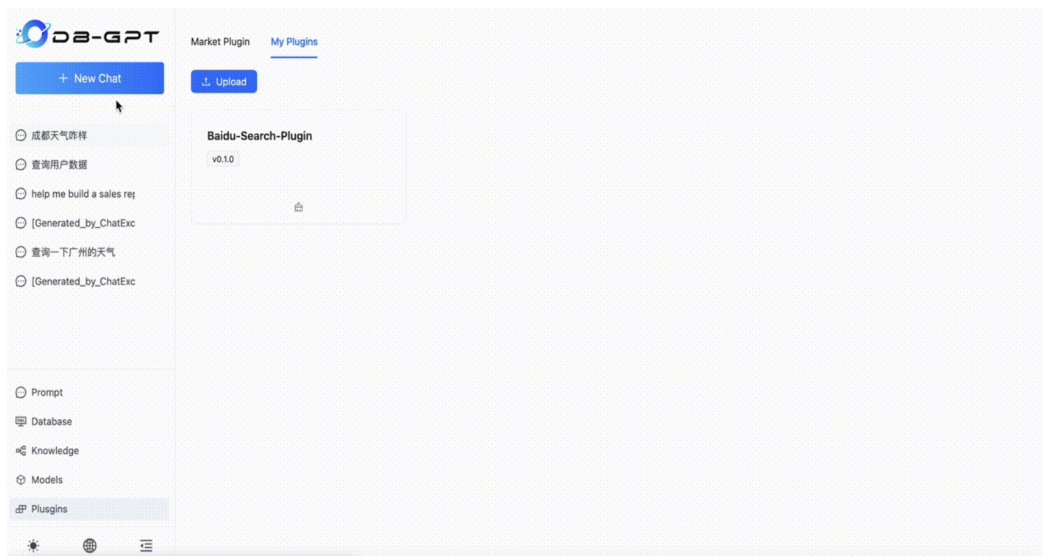 DB-GPT
+ New Chat
成都天气咋样
查询用户数据
help me build a sales rep
[Generated_by_ChatExc
查询一下广州的天气
[Generated_by_ChatExc
Prompt
Database
Knowledge
Models
Plusgins
Market Plugin My Plugins
Upload
Baidu-Search-Plugin
v0.1.0